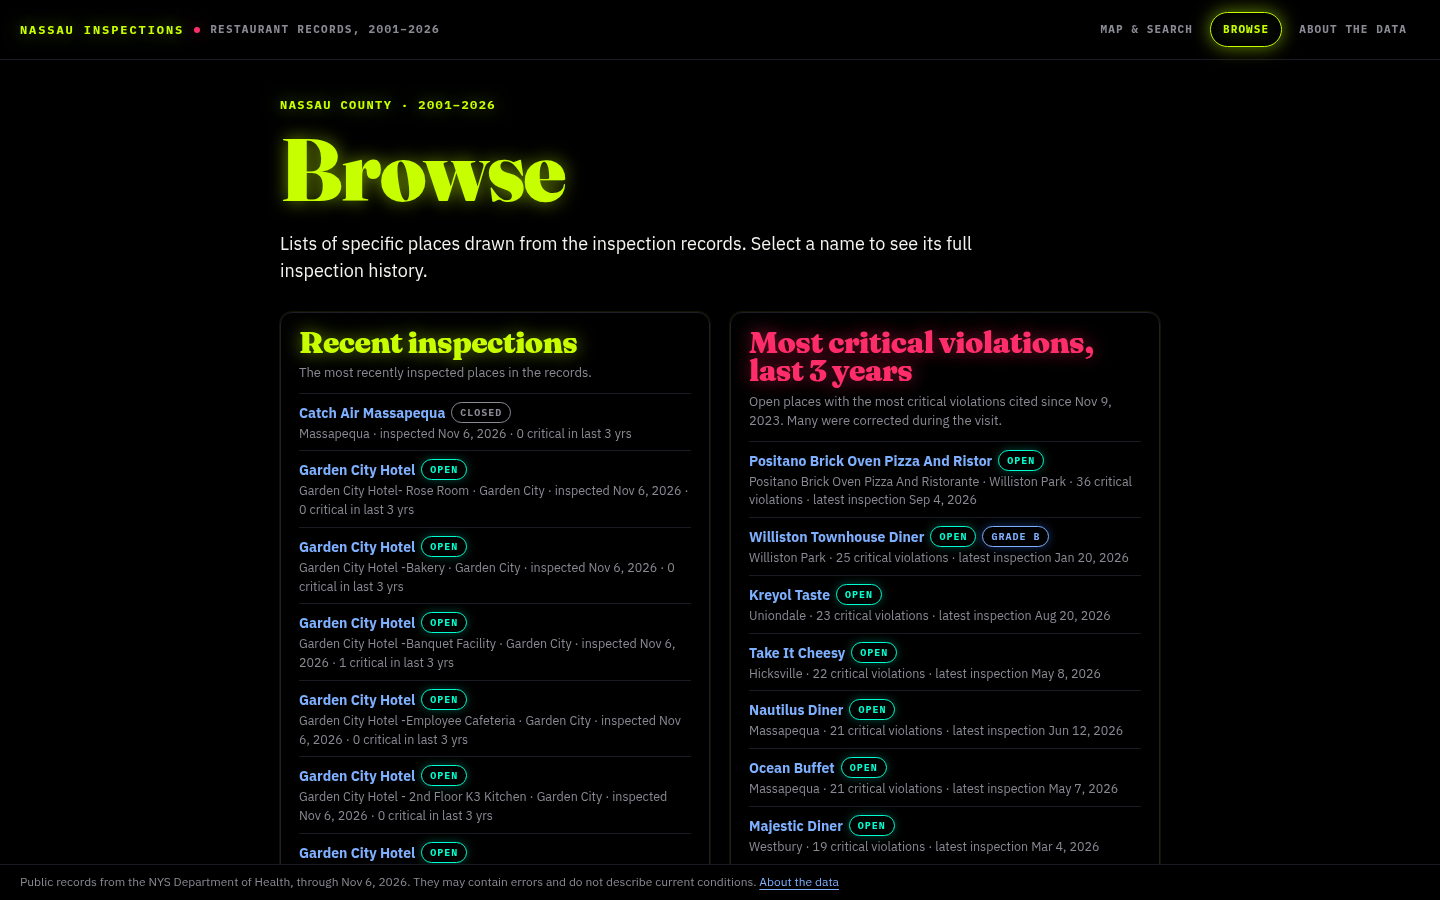 NASSAU INSPECTIONS • RESTAURANT RECORDS, 2001–2026
MAP & SEARCH
BROWSE
ABOUT THE DATA
NASSAU COUNTY · 2001–2026
Browse
Lists of specific places drawn from the inspection records. Select a name to see its full
inspection history.
Recent inspections
The most recently inspected places in the records.
Catch Air Massapequa CLOSED
Massapequa · inspected Nov 6, 2026 · 0 critical in last 3 yrs
Garden City Hotel OPEN
Garden City Hotel- Rose Room · Garden City · inspected Nov 6, 2026 ·
0 critical in last 3 yrs
Garden City Hotel OPEN
Garden City Hotel -Bakery · Garden City · inspected Nov 6, 2026 · 0
critical in last 3 yrs
Garden City Hotel OPEN
Garden City Hotel -Banquet Facility · Garden City · inspected Nov 6,
2026 · 1 critical in last 3 yrs
Garden City Hotel OPEN
Garden City Hotel -Employee Cafeteria · Garden City · inspected Nov
6, 2026 · 0 critical in last 3 yrs
Garden City Hotel OPEN
Garden City Hotel - 2nd Floor K3 Kitchen · Garden City · inspected
Nov 6, 2026 · 0 critical in last 3 yrs
Garden City Hotel OPEN
Most critical violations,
last 3 years
Open places with the most critical violations cited since Nov 9,
2023. Many were corrected during the visit.
Positano Brick Oven Pizza And Ristor OPEN
Positano Brick Oven Pizza And Ristorante · Williston Park · 36 critical
violations · latest inspection Sep 4, 2026
Williston Townhouse Diner OPEN GRADE B
Williston Park · 25 critical violations · latest inspection Jan 20, 2026
Kreyol Taste OPEN
Uniondale · 23 critical violations · latest inspection Aug 20, 2026
Take It Cheesy OPEN
Hicksville · 22 critical violations · latest inspection May 8, 2026
Nautilus Diner OPEN
Massapequa · 21 critical violations · latest inspection Jun 12, 2026
Ocean Buffet OPEN
Massapequa · 21 critical violations · latest inspection May 7, 2026
Majestic Diner OPEN
Westbury · 19 critical violations · latest inspection Mar 4, 2026
Public records from the NYS Department of Health, through Nov 6, 2026. They may contain errors and do not describe current conditions. About the data